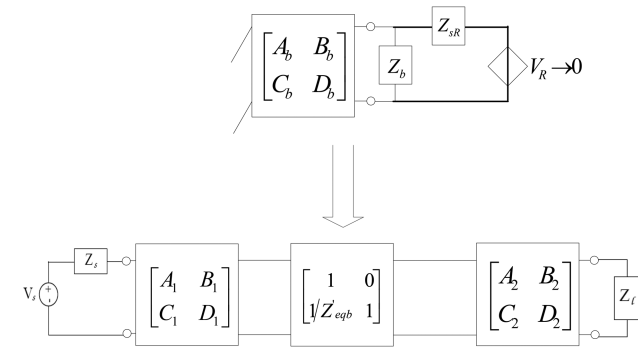 A_b B_b
C_b D_b
Z_b
Z_sR
V_R → 0
V_s
+
-
Z_s
A_1 B_1
C_1 D_1
1 0
1/Z'_eqb 1
A_2 B_2
C_2 D_2
Z_ℓ